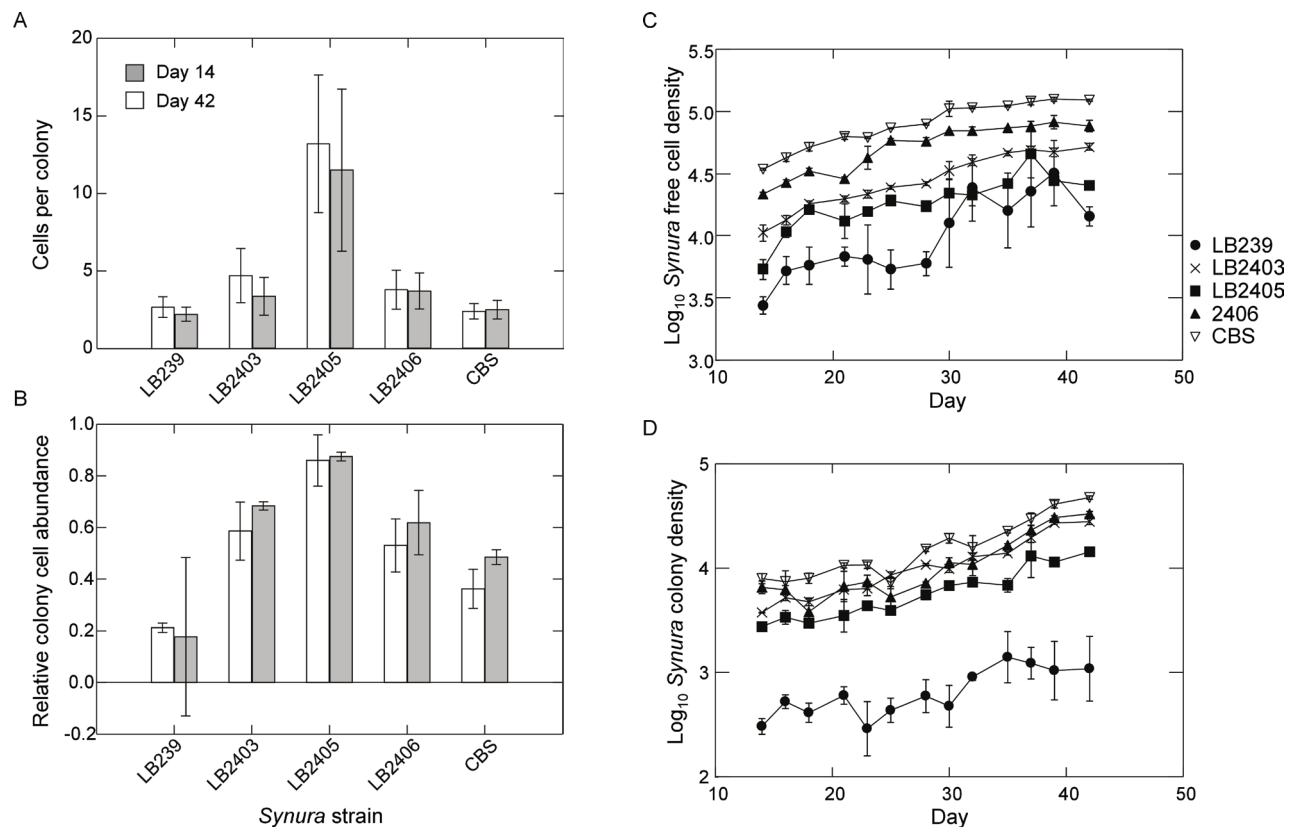 A
20
15
10
5
0
Cells per colony
Day 14
Day 42
LB239
LB2403
LB2405
LB2406
CBS
B
1.0
0.8
0.6
0.4
0.2
0.0
-0.2
Relative colony cell abundance
LB239
LB2403
LB2405
LB2406
CBS
Synura strain
C
5.5
5.0
4.5
4.0
3.5
3.0
Log10 Synura free cell density
10 20 30 40 50
Day
LB239
LB2403
LB2405
2406
CBS
D
5
4
3
2
Log10 Synura colony density
10 20 30 40 50
Day